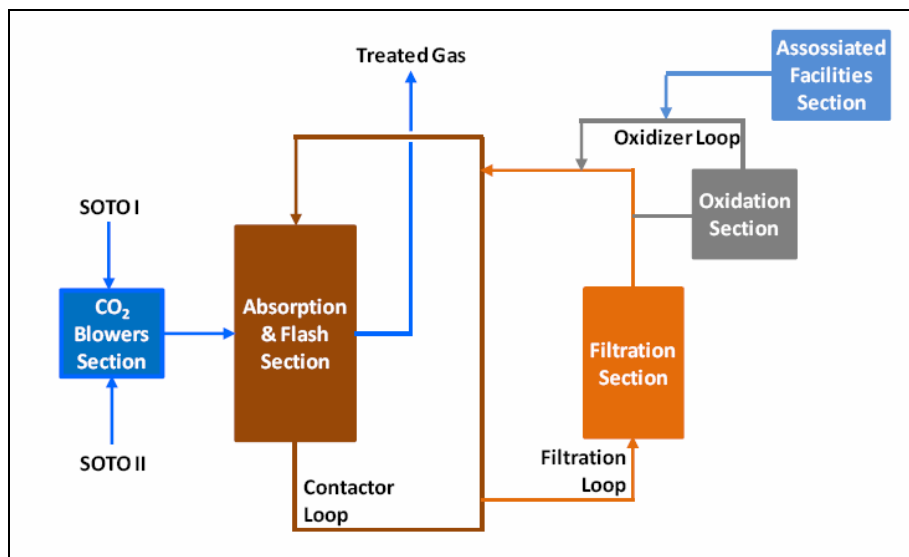 Treated Gas
Assossiated
Facilities
Section
Oxidizer Loop
SOTO I
Oxidation
Section
CO₂
Blowers
Section
Absorption
& Flash
Section
Filtration
Section
SOTO II
Contactor
Loop
Filtration
Loop